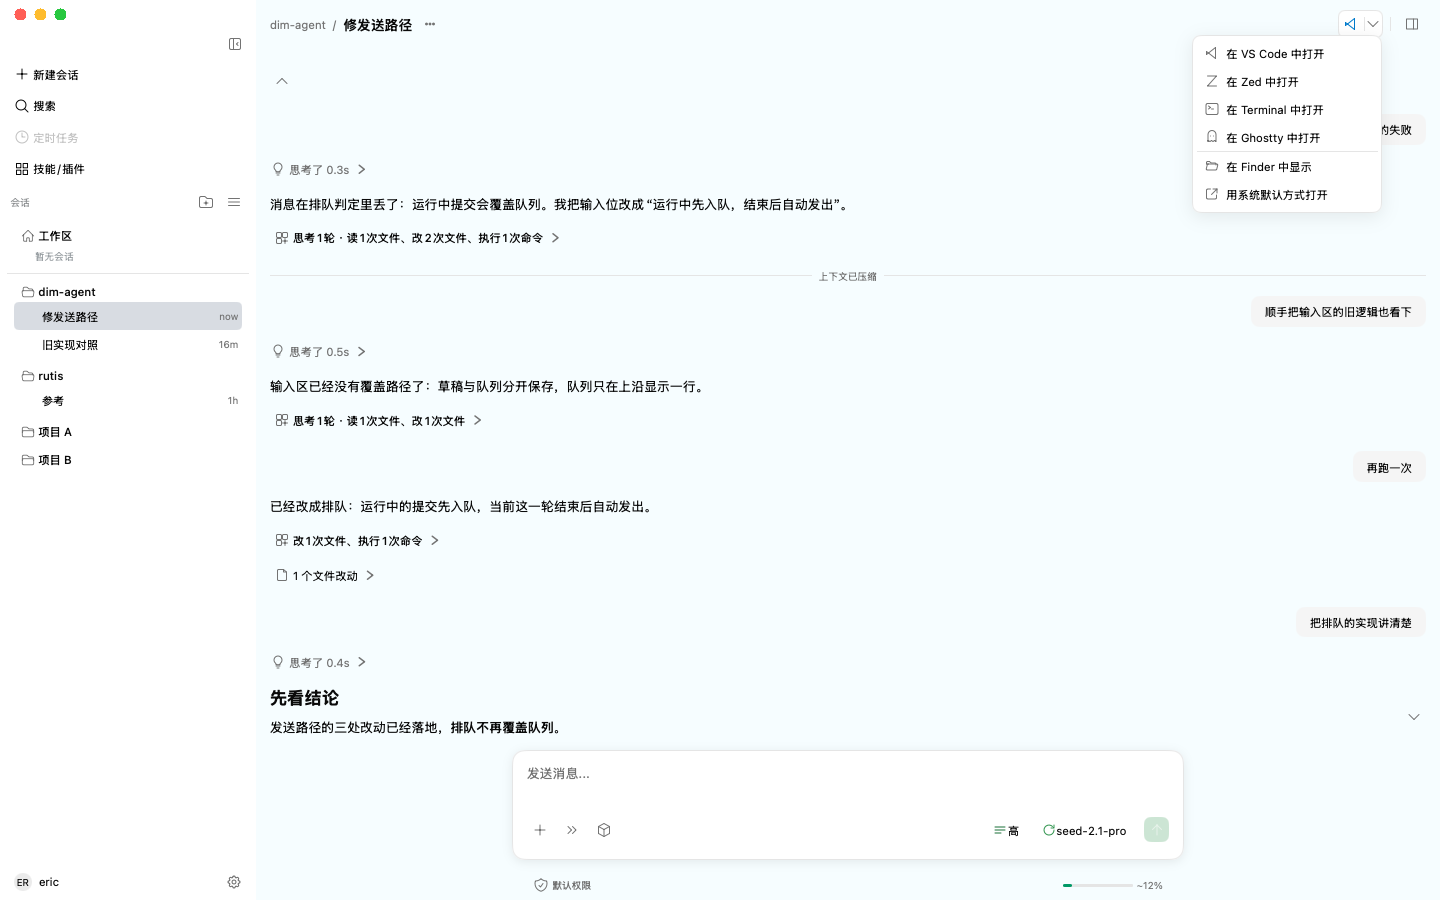 dim-agent / 修发送路径 ···
新建会话
搜索
定时任务
技能/插件
会话
工作区
暂无会话
dim-agent
修发送路径 now
旧实现对照 16m
rutis
参考 1h
项目 A
项目 B
ER eric
在 VS Code 中打开
在 Zed 中打开
在 Terminal 中打开
在 Ghostty 中打开
在 Finder 中显示
用系统默认方式打开
的失败
思考了 0.3s
消息在排队判定里丢了：运行中提交会覆盖队列。我把输入位改成 “运行中先入队，结束后自动发出”。
思考1轮 · 读1次文件、改2次文件、执行1次命令
上下文已压缩
顺手把输入区的旧逻辑也看下
思考了 0.5s
输入区已经没有覆盖路径了：草稿与队列分开保存，队列只在上沿显示一行。
思考1轮 · 读1次文件、改1次文件
再跑一次
已经改成排队：运行中的提交先入队，当前这一轮结束后自动发出。
改1次文件、执行1次命令
1 个文件改动
把排队的实现讲清楚
思考了 0.4s
先看结论
发送路径的三处改动已经落地，排队不再覆盖队列。
发送消息...
高 seed-2.1-pro
默认权限 ~12%